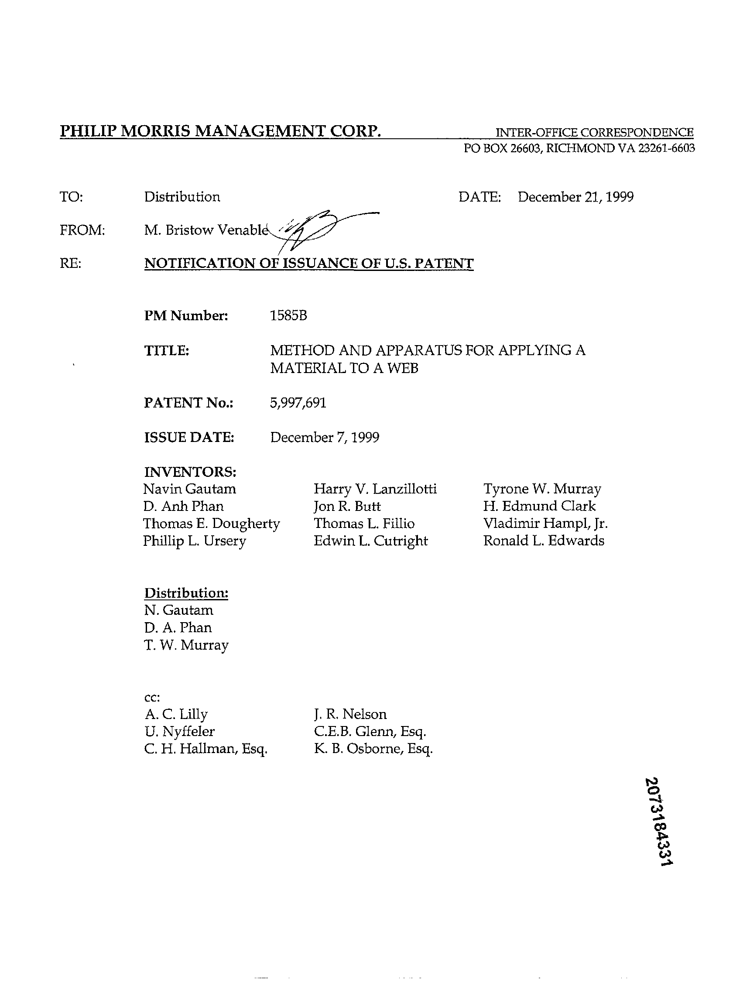 PHILIP MORRIS MANAGEMENT CORP. INTER-OFFICE CORRESPONDENCE
PO BOX 26603, RICHMOND VA 23261-6603
TO: Distribution DATE: December 21, 1999
FROM: M. Bristow Venable
RE: NOTIFICATION OF ISSUANCE OF U.S. PATENT
PM Number: 1585B
TITLE: METHOD AND APPARATUS FOR APPLYING A
MATERIAL TO A WEB
PATENT No.: 5,997,691
ISSUE DATE: December 7, 1999
INVENTORS:
Navin Gautam Harry V. Lanzillotti Tyrone W. Murray
D. Anh Phan Jon R. Butt H. Edmund Clark
Thomas E. Dougherty Thomas L. Fillio Vladimir Hampl, Jr.
Phillip L. Ursery Edwin L. Cutright Ronald L. Edwards
Distribution:
N. Gautam
D. A. Phan
T. W. Murray
cc:
A. C. Lilly J. R. Nelson
U. Nyffeler C.E.B. Glenn, Esq.
C. H. Hallman, Esq. K. B. Osborne, Esq.
2073184331